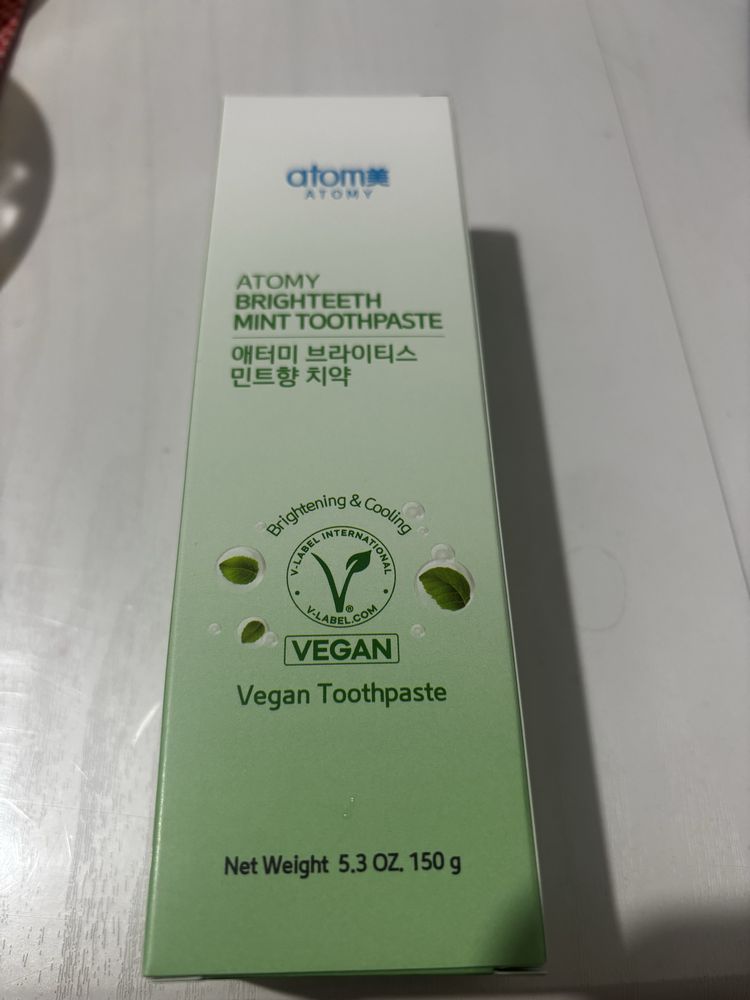 atom美
ATOMY
ATOMY
BRIGHTEETH
MINT TOOTHPASTE
애터미 브라이티스
민트향 치약
Brightening & Cooling
V-LABEL INTERNATIONAL
V®
V-LABEL.COM
VEGAN
Vegan Toothpaste
Net Weight 5.3 OZ. 150 g